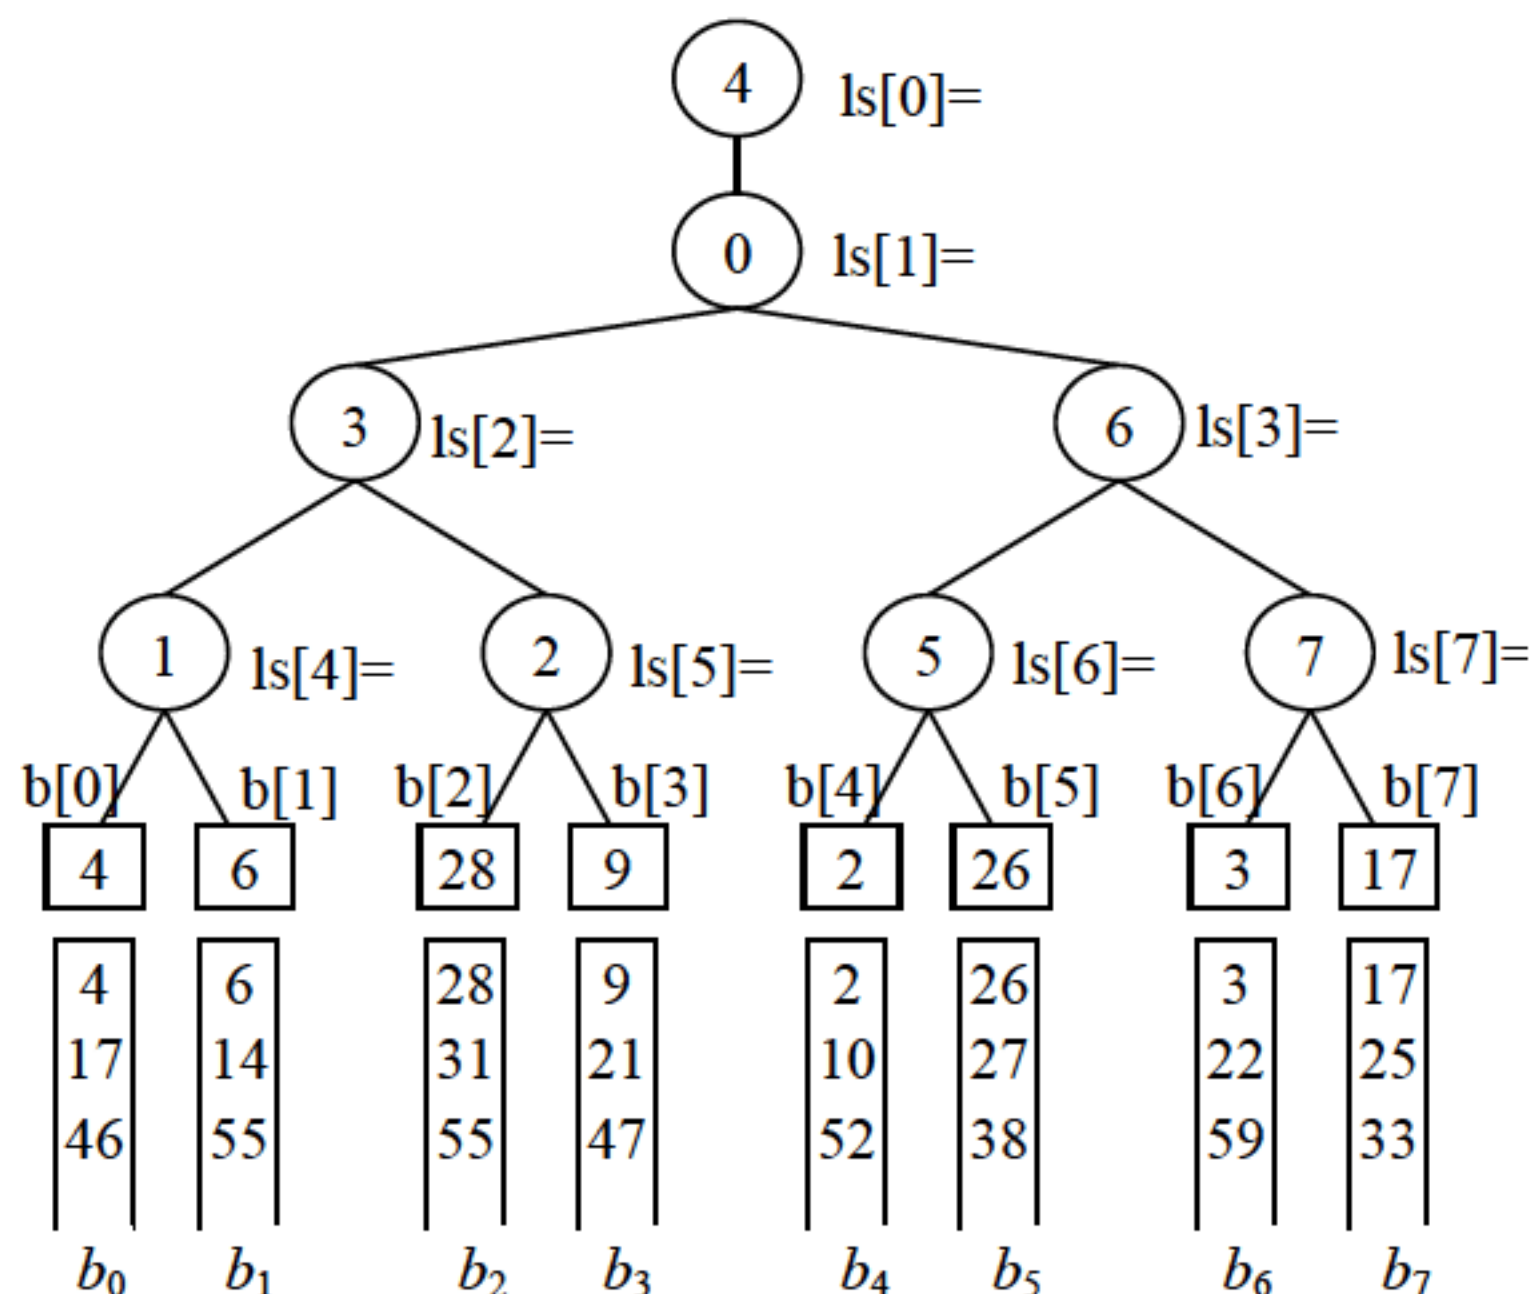 4 ls[0]=
0 ls[1]=
3 ls[2]= 6 ls[3]=
1 ls[4]= 2 ls[5]= 5 ls[6]= 7 ls[7]=
b[0] b[1] b[2] b[3] b[4] b[5] b[6] b[7]
4 6 28 9 2 26 3 17
4 6 28 9 2 26 3 17
17 14 31 21 10 27 22 25
46 55 55 47 52 38 59 33
b₀ b₁ b₂ b₃ b₄ b₅ b₆ b₇